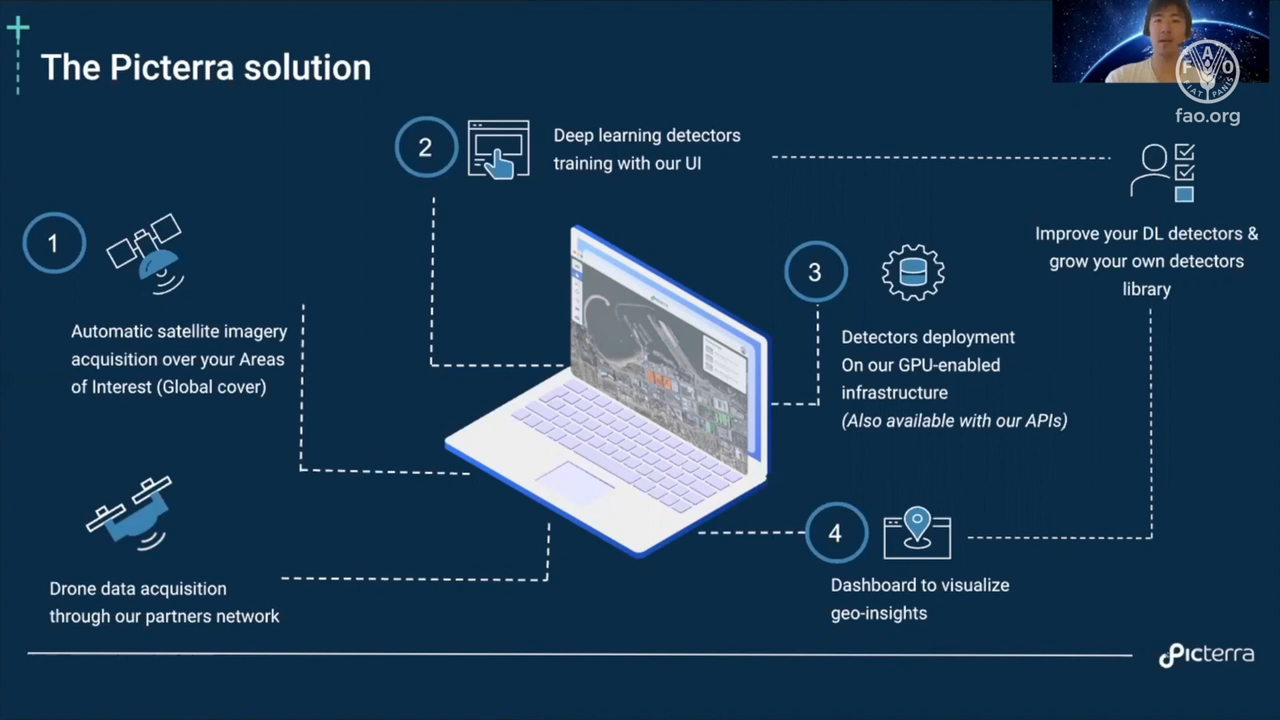 The Picterra solution
fao.org
FAO
FIAT PANIS
2
Deep learning detectors
training with our UI
1
Automatic satellite imagery
acquisition over your Areas
of Interest (Global cover)
3
Detectors deployment
On our GPU-enabled
infrastructure
(Also available with our APIs)
Improve your DL detectors &
grow your own detectors
library
Drone data acquisition
through our partners network
4
Dashboard to visualize
geo-insights
Picterra